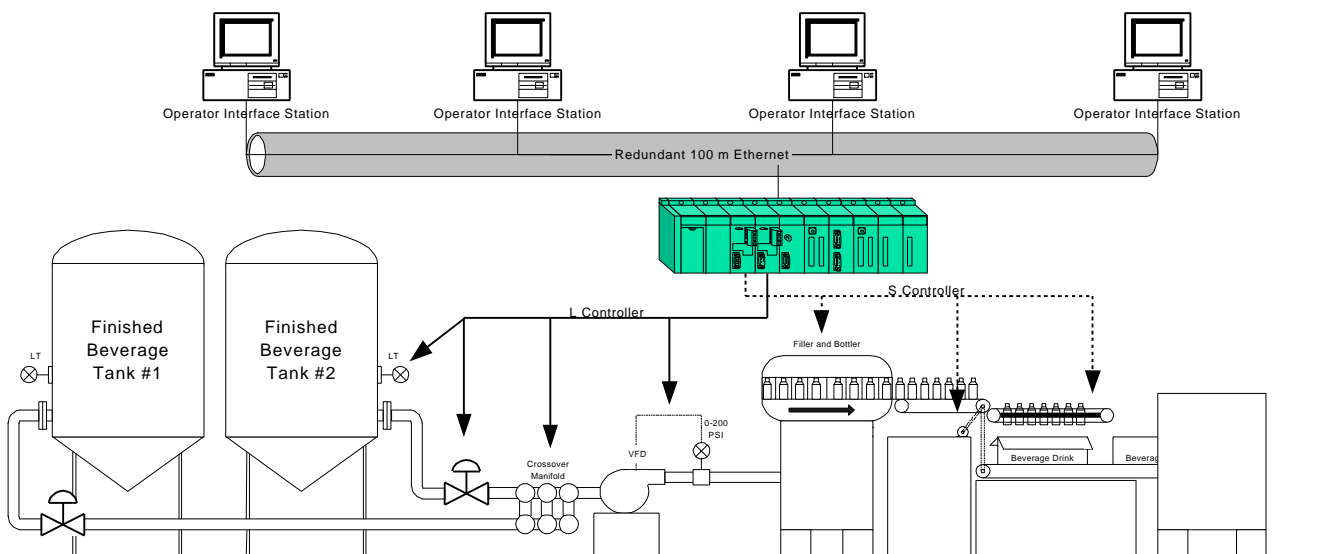 Operator Interface Station
Operator Interface Station
Operator Interface Station
Operator Interface Station
Redundant 100 m Ethernet
S Controller
L Controller
Finished
Beverage
Tank #1
Finished
Beverage
Tank #2
LT
LT
Filler and Bottler
0-200
PSI
VFD
Crossover
Manifold
Beverage Drink
Beverag